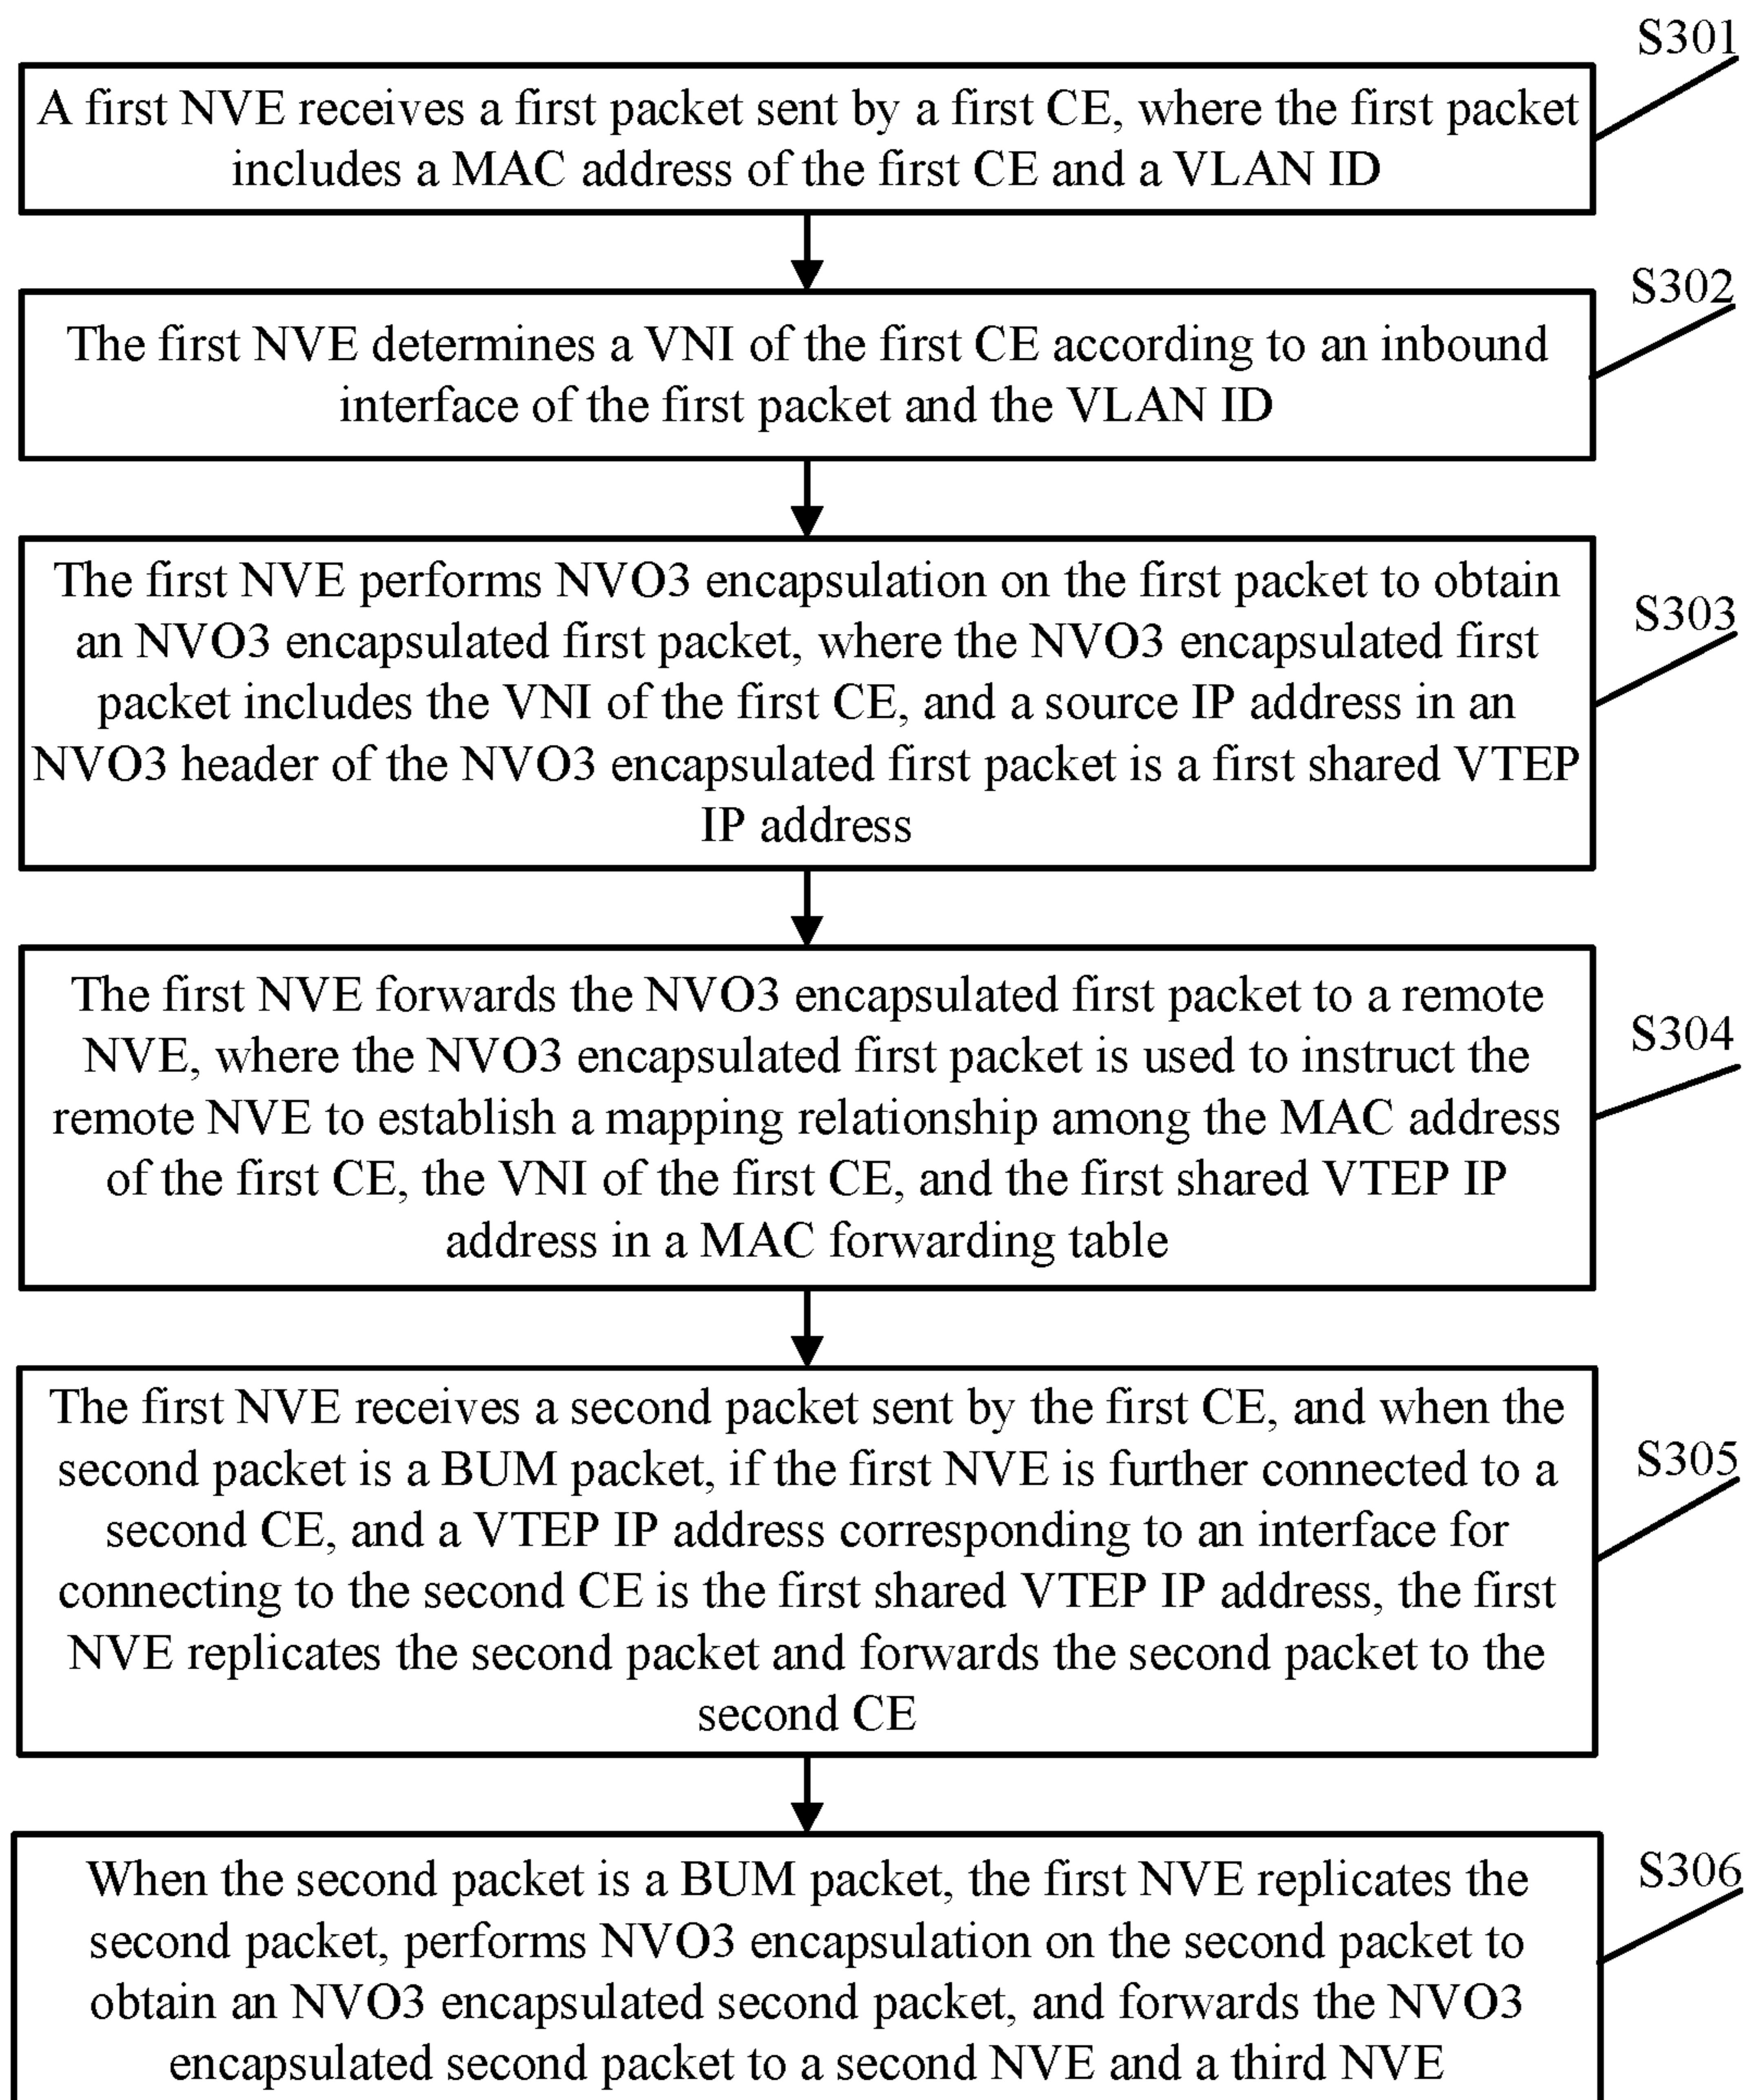 S301
A first NVE receives a first packet sent by a first CE, where the first packet
includes a MAC address of the first CE and a VLAN ID
S302
The first NVE determines a VNI of the first CE according to an inbound
interface of the first packet and the VLAN ID
S303
The first NVE performs NVO3 encapsulation on the first packet to obtain
an NVO3 encapsulated first packet, where the NVO3 encapsulated first
packet includes the VNI of the first CE, and a source IP address in an
NVO3 header of the NVO3 encapsulated first packet is a first shared VTEP
IP address
S304
The first NVE forwards the NVO3 encapsulated first packet to a remote
NVE, where the NVO3 encapsulated first packet is used to instruct the
remote NVE to establish a mapping relationship among the MAC address
of the first CE, the VNI of the first CE, and the first shared VTEP IP
address in a MAC forwarding table
S305
The first NVE receives a second packet sent by the first CE, and when the
second packet is a BUM packet, if the first NVE is further connected to a
second CE, and a VTEP IP address corresponding to an interface for
connecting to the second CE is the first shared VTEP IP address, the first
NVE replicates the second packet and forwards the second packet to the
second CE
S306
When the second packet is a BUM packet, the first NVE replicates the
second packet, performs NVO3 encapsulation on the second packet to
obtain an NVO3 encapsulated second packet, and forwards the NVO3
encapsulated second packet to a second NVE and a third NVE